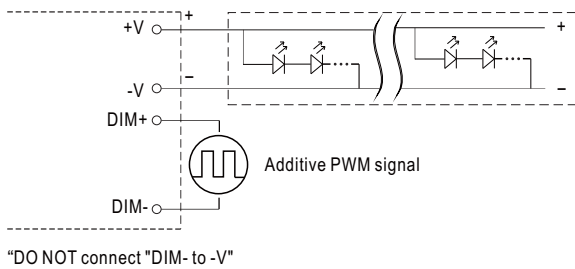 +V
+
+
-V
–
–
DIM+
Additive PWM signal
DIM-
“DO NOT connect "DIM- to -V"